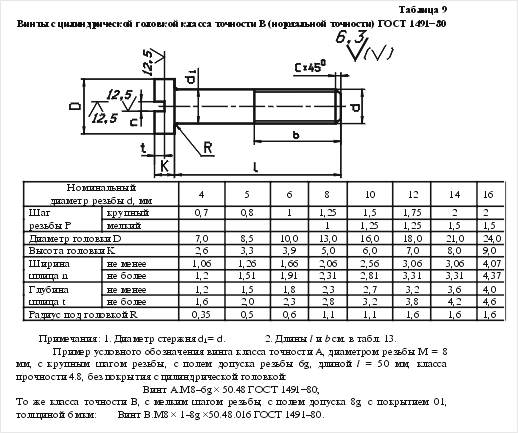 Таблица 9
Винты с цилиндрической головкой класса точности В (нормальной точности) ГОСТ 1491–80
6,3
(√)
12,5
C×45°
d₁
D
12,5
12,5
n
d
t
K
R
b
l
Номинальный диаметр резьбы d, мм 4 5 6 8 10 12 14 16
Шаг резьбы P крупный 0,7 0,8 1 1,25 1,5 1,75 2 2
мелкий 1 1,25 1,25 1,5 1,5
Диаметр головки D 7,0 8,5 10,0 13,0 16,0 18,0 21,0 24,0
Высота головки K 2,6 3,3 3,9 5,0 6,0 7,0 8,0 9,0
Ширина шлица n не менее 1,06 1,26 1,66 2,06 2,56 3,06 3,06 4,07
не более 1,2 1,51 1,91 2,31 2,81 3,31 3,31 4,37
Глубина шлица t не менее 1,2 1,5 1,8 2,3 2,7 3,2 3,6 4,0
не более 1,6 2,0 2,3 2,8 3,2 3,8 4,2 4,6
Радиус под головкой R 0,35 0,5 0,6 1,1 1,1 1,6 1,6 1,6
Примечания: 1. Диаметр стержня d₁= d. 2. Длины l и b см. в табл. 13.
Пример условного обозначения винта класса точности А, диаметром резьбы М = 8
мм, с крупным шагом резьбы, с полем допуска резьбы 6g, длиной l = 50 мм, класса
прочности 4.8, без покрытия с цилиндрической головкой:
Винт А.М8–6g × 50.48 ГОСТ 1491–80;
То же класса точности В, с мелким шагом резьбы, с полем допуска 8g с покрытием 01,
толщиной 6 мкм: Винт В.М8 × 1-8g ×50.48.016 ГОСТ 1491–80.